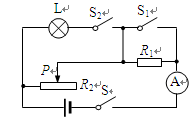 L S₂ S₁
R₁
P R₂ A
S